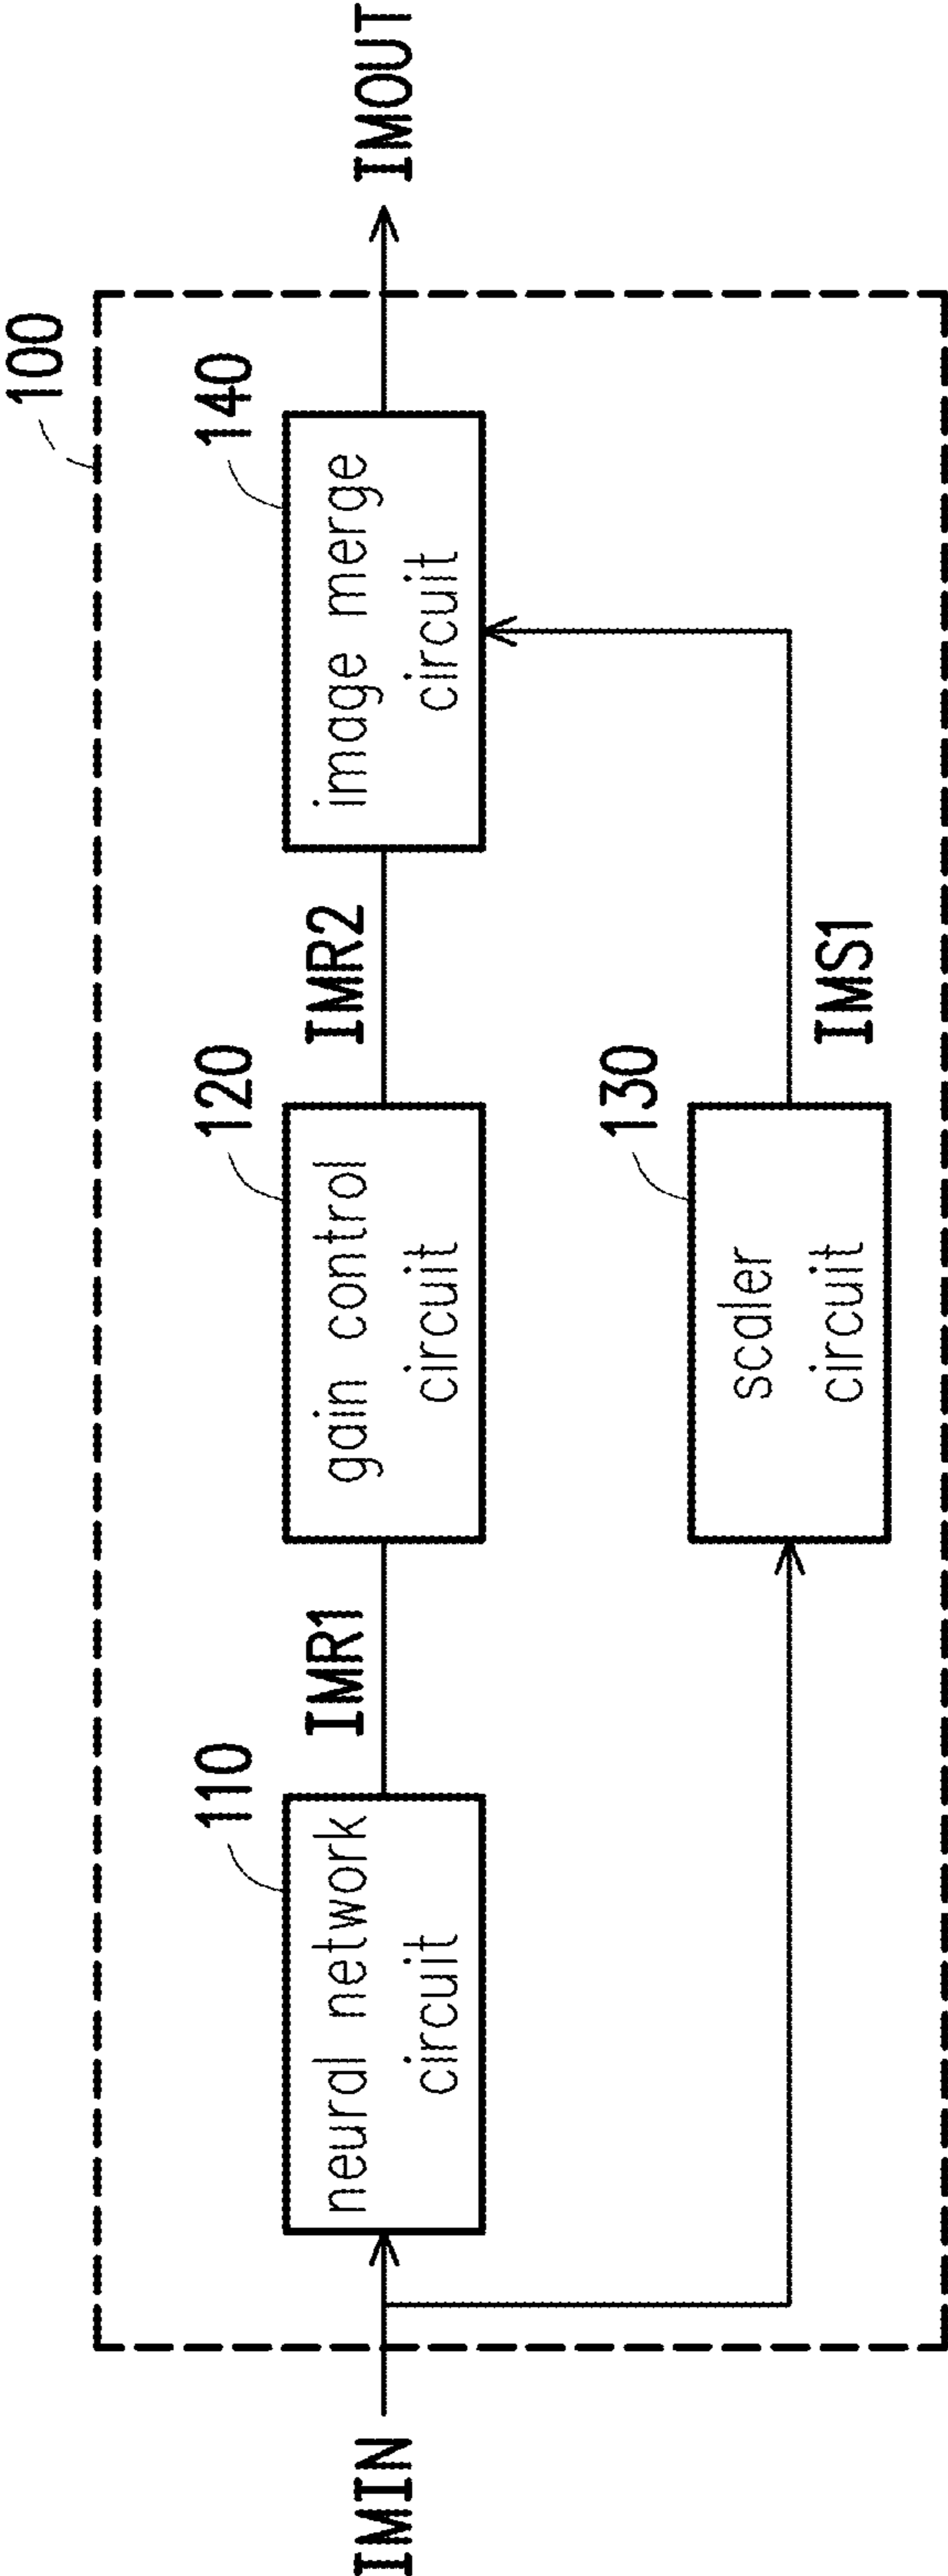 100
110
120
140
IMIN
neural network
circuit
IMR1
gain control
circuit
IMR2
image merge
circuit
IMOUT
130
scaler
circuit
IMS1